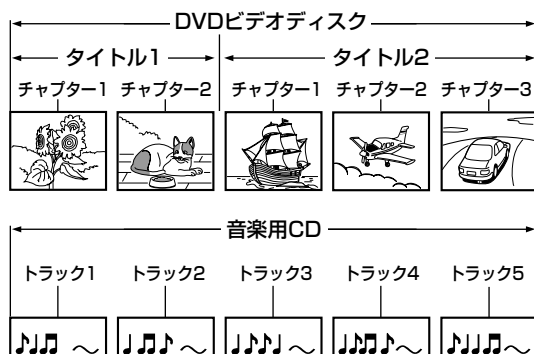 DVDビデオディスク
タイトル1 タイトル2
チャプター1 チャプター2 チャプター1 チャプター2 チャプター3
音楽用CD
トラック1 トラック2 トラック3 トラック4 トラック5